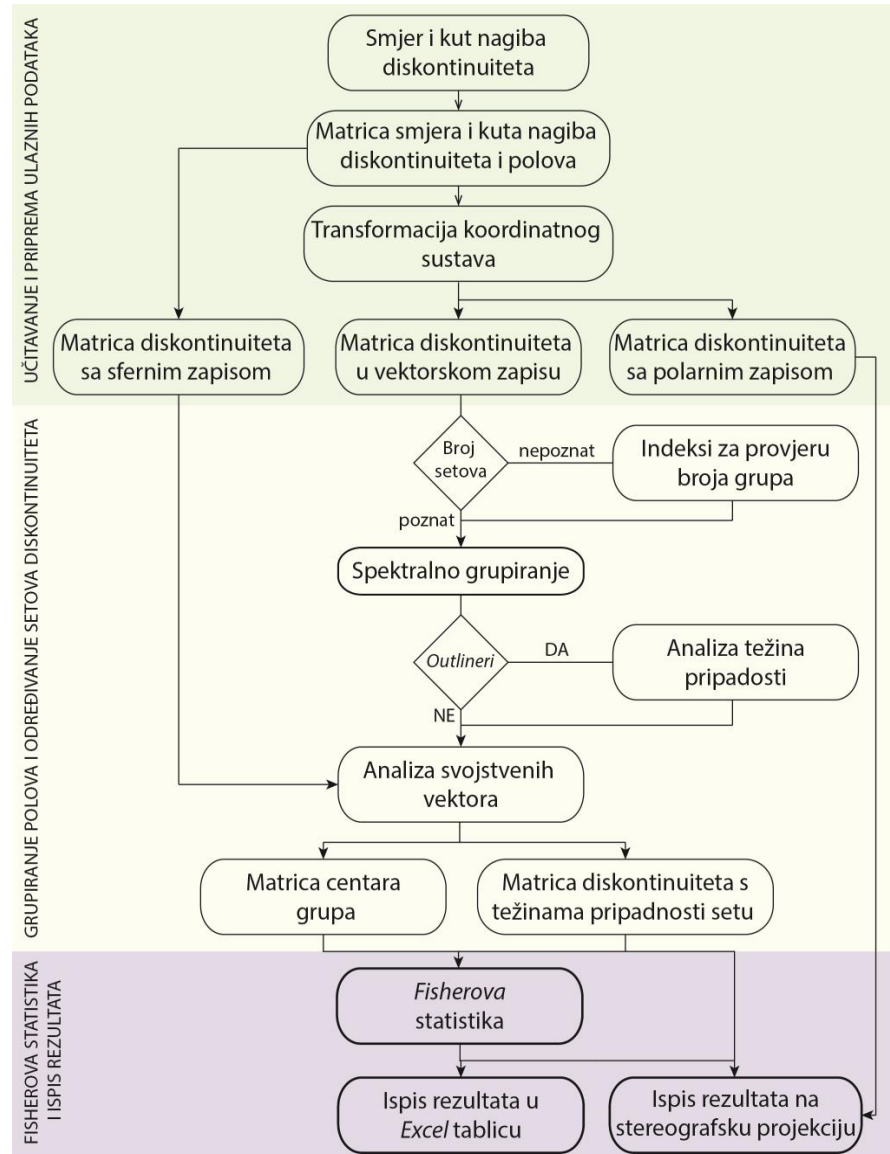 UČITAVANJE I PRIPREMA ULAZNIH PODATAKA
Smjer i kut nagiba
diskontinuiteta
Matrica smjera i kuta nagiba
diskontinuiteta i polova
Transformacija koordinatnog
sustava
Matrica diskontinuiteta
sa sfernim zapisom
Matrica diskontinuiteta
u vektorskom zapisu
Matrica diskontinuiteta
sa polarnim zapisom
GRUPIRANJE POLOVA I ODREĐIVANJE SETOVA DISKONTINUITETA
Broj
setova
nepoznat
Indeksi za provjeru
broja grupa
poznat
Spektralno grupiranje
Outlineri
DA
Analiza težina
pripadosti
NE
Analiza svojstvenih
vektora
Matrica centara
grupa
Matrica diskontinuiteta s
težinama pripadnosti setu
FISHEROVA STATISTIKA
I ISPIS REZULTATA
Fisherova
statistika
Ispis rezultata u
Excel tablicu
Ispis rezultata na
stereografsku projekciju